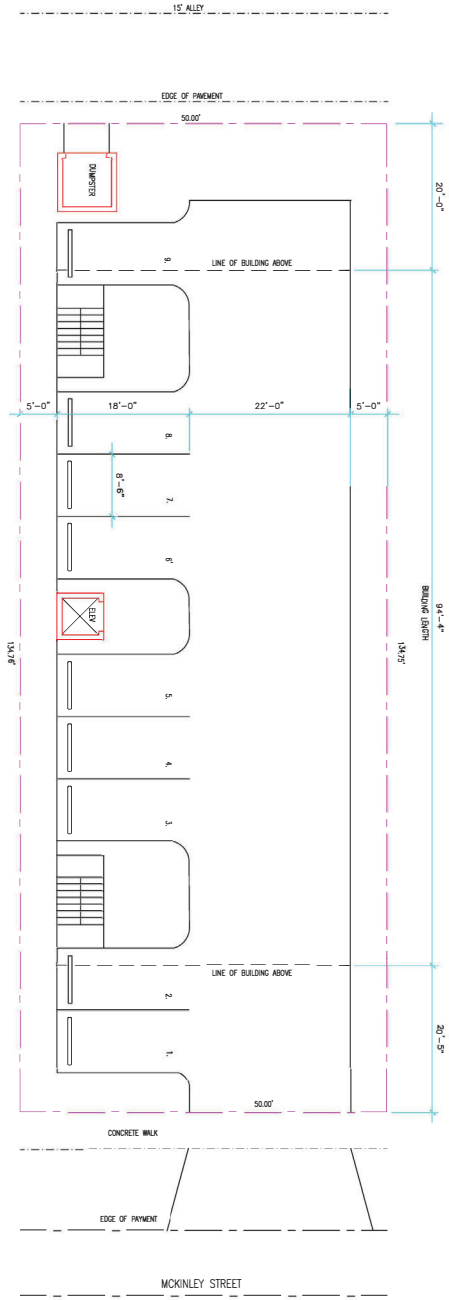 15' ALLEY
EDGE OF PAVEMENT
50.00'
DUMPSTER
20'-0"
9.
LINE OF BUILDING ABOVE
5'-0"
18'-0"
22'-0"
5'-0"
8.
8'-6"
7.
6'
ELEV
94'-4"
BUILDING LENGTH
134.76'
134.75'
5.
4.
3.
LINE OF BUILDING ABOVE
2.
20'-5"
1.
50.00'
CONCRETE WALK
EDGE OF PAYMENT
MCKINLEY STREET